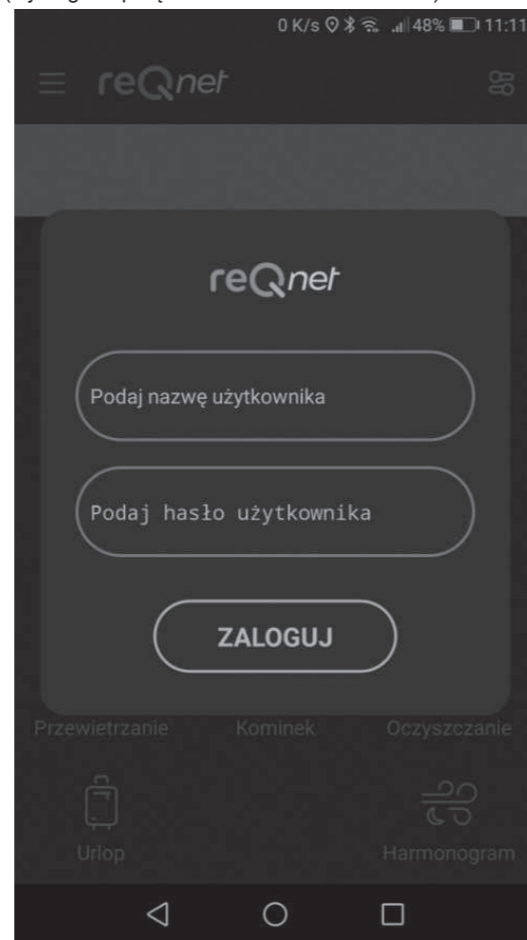 0 K/s 48% 11:11
reQnet
reQnet
Podaj nazwę użytkownika
Podaj hasło użytkownika
ZALOGUJ
Przewietrzanie Kominek Oczyszczanie
Urlop Harmonogram